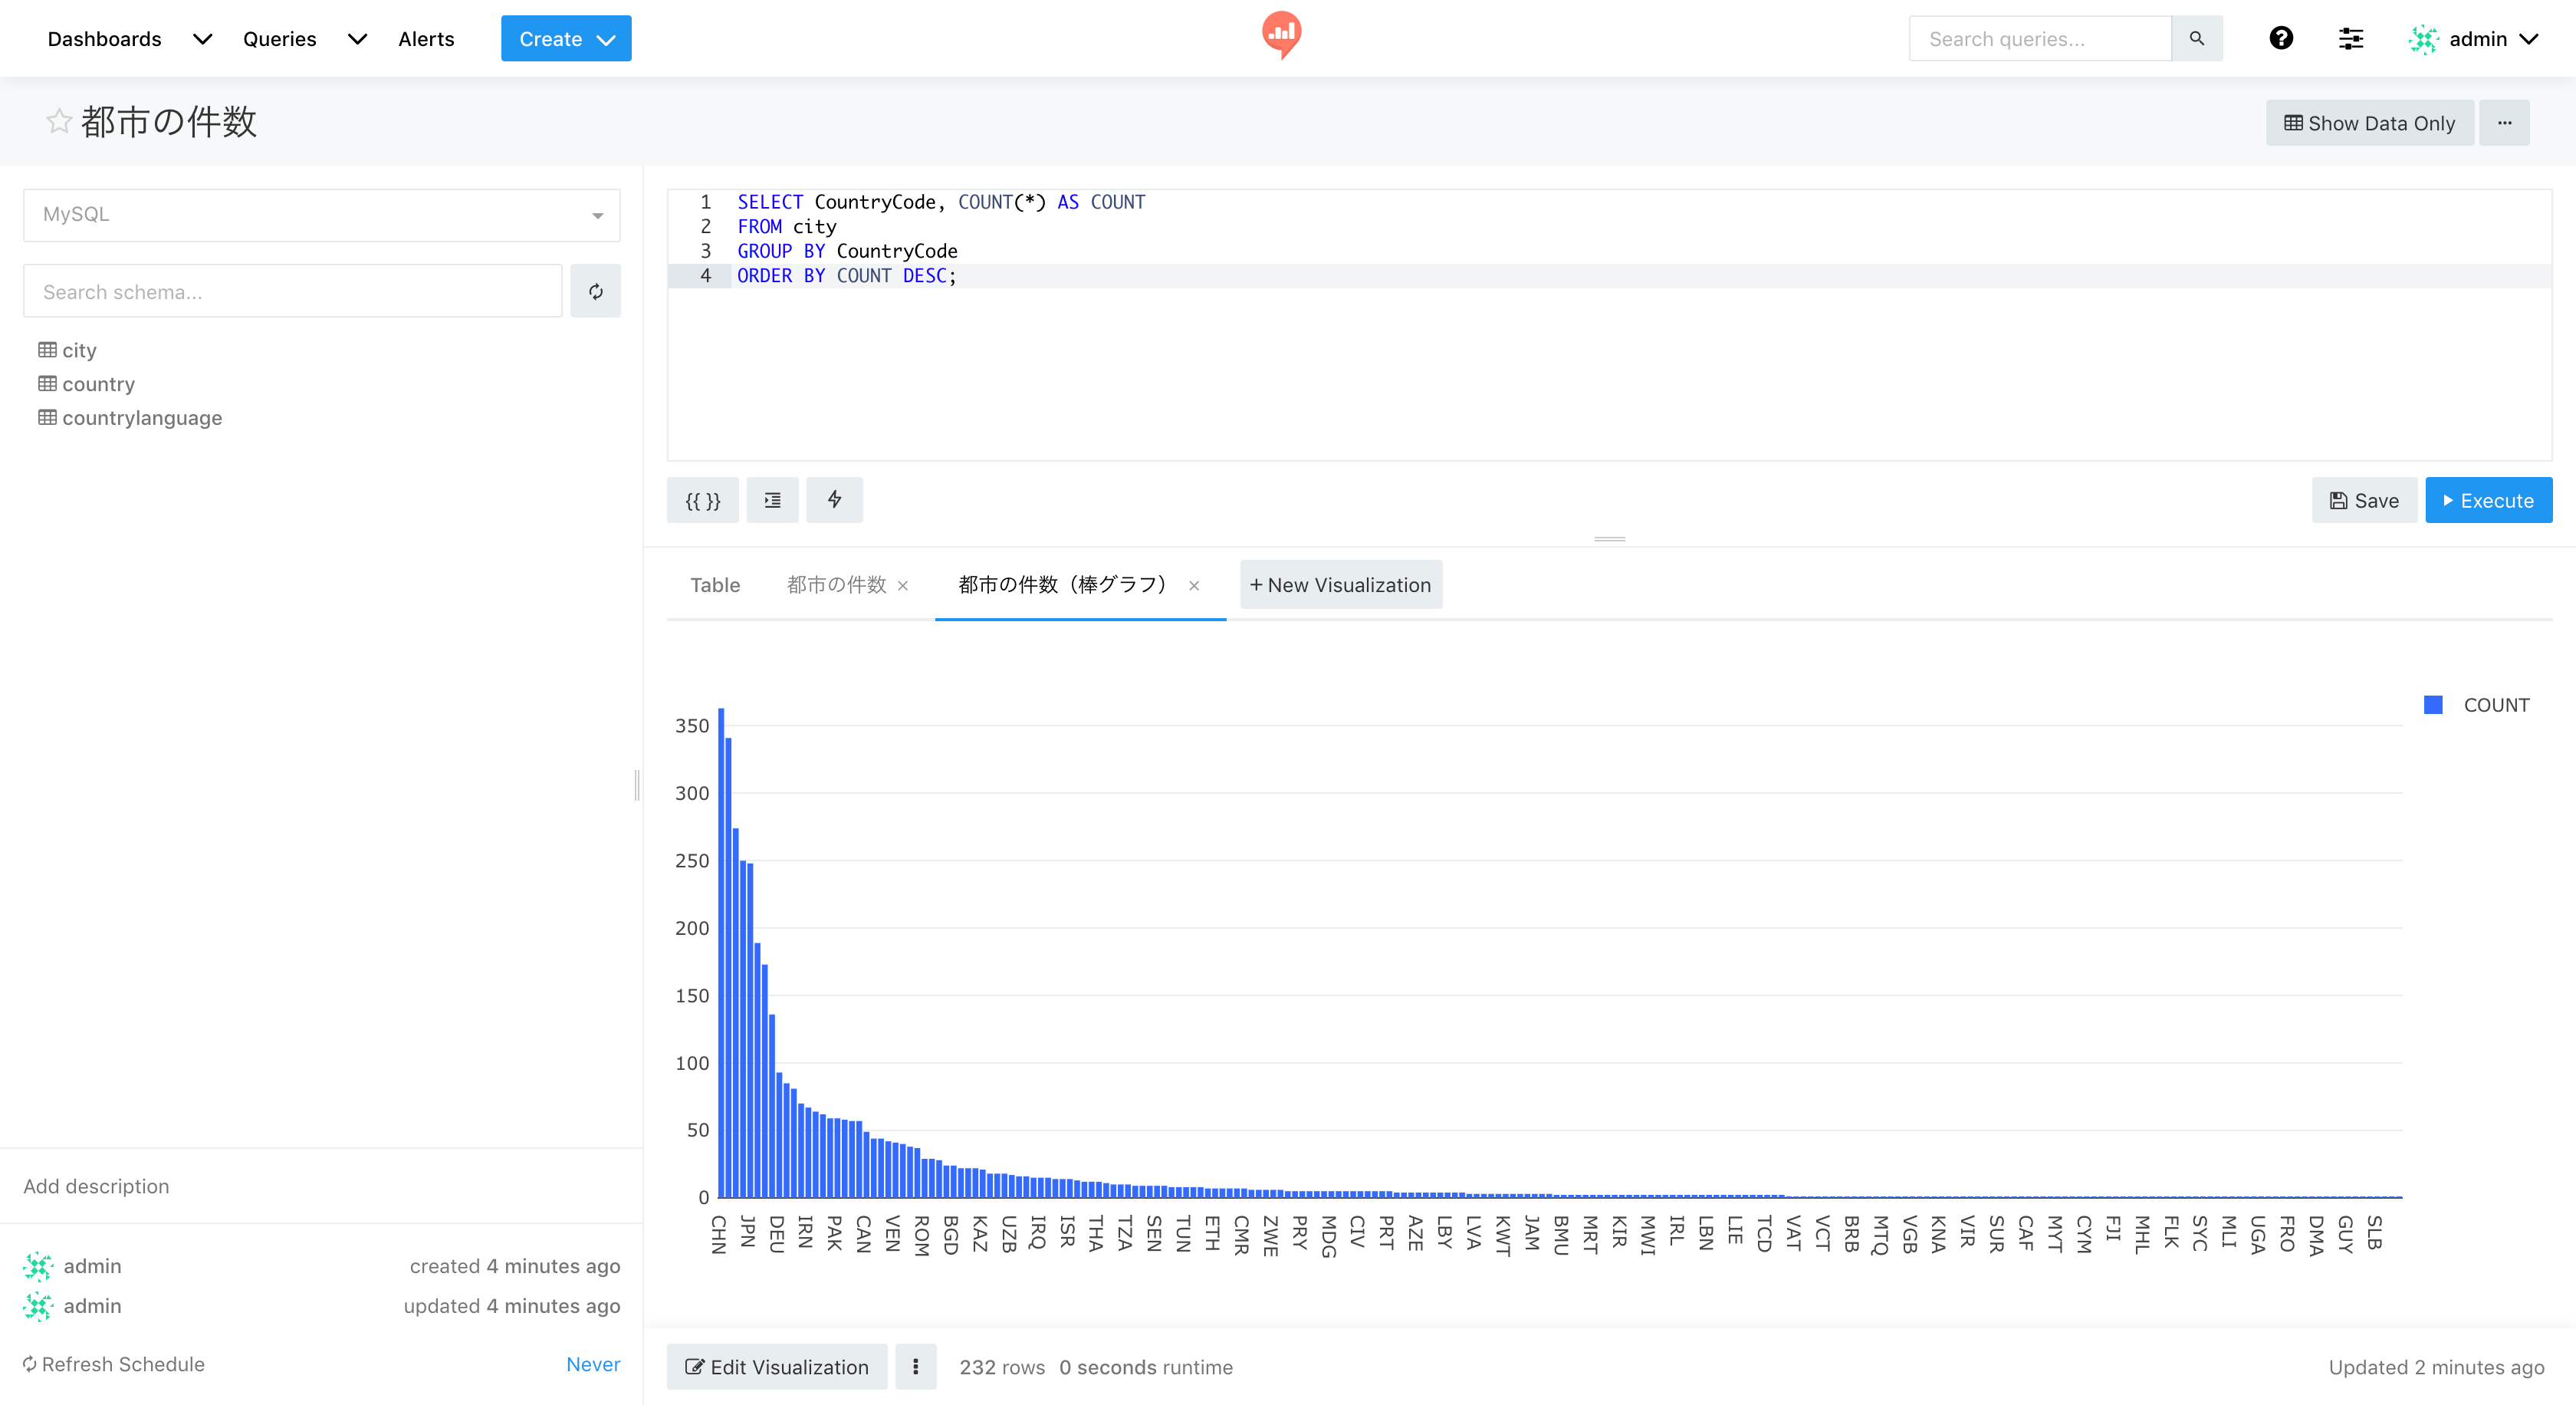 Dashboards Queries Alerts Create Search queries... admin
都市の件数 Show Data Only ...
MySQL
Search schema...
city
country
countrylanguage
Add description
admin created 4 minutes ago
admin updated 4 minutes ago
Refresh Schedule Never
1 SELECT CountryCode, COUNT(*) AS COUNT
2 FROM city
3 GROUP BY CountryCode
4 ORDER BY COUNT DESC;
{{ }} Save Execute
Table 都市の件数 × 都市の件数（棒グラフ） × + New Visualization
COUNT
350
300
250
200
150
100
50
0
CHN JPN DEU IRN PAK CAN VEN ROM BGD KAZ UZB IRQ ISR THA TZA SEN TUN ETH CMR ZWE PRY MDG CIV PRT AZE LBY LVA KWT JAM BMU MRT KIR MWI IRL LBN LIE TCD VAT VCT BRB MTQ VGB KNA VIR SUR CAF MYT CYM FJI MHL FLK SYC MLI UGA FRO DMA GUY SLB
Edit Visualization 232 rows 0 seconds runtime Updated 2 minutes ago